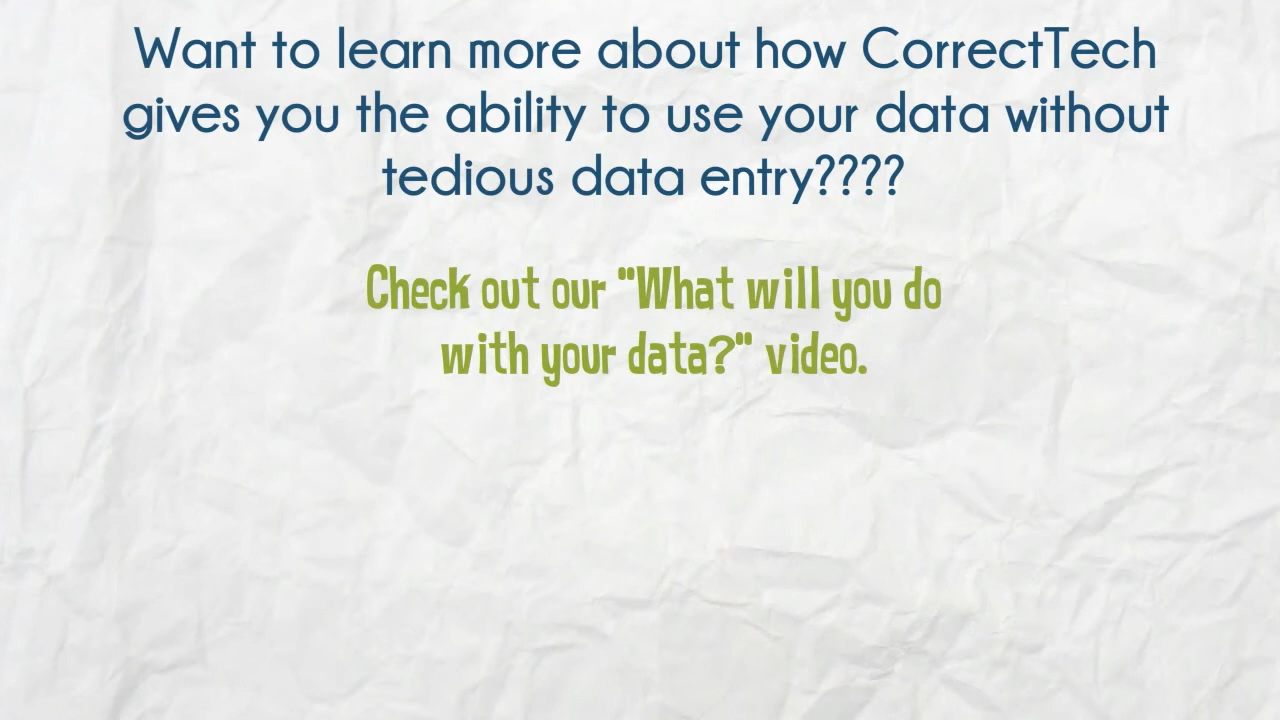 Want to learn more about how CorrectTech
gives you the ability to use your data without
tedious data entry????
Check out our "What will you do
with your data?" video.